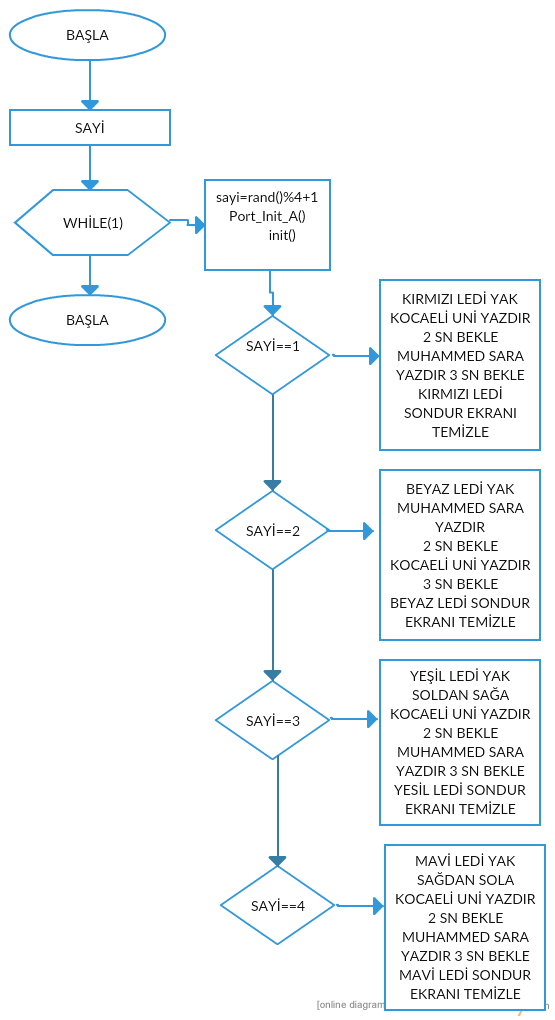 BAŞLA
SAYİ
WHİLE(1)
BAŞLA
sayi=rand()%4+1
Port_Init_A()
init()
SAYİ==1
KIRMIZI LEDİ YAK
KOCAELİ UNİ YAZDIR
2 SN BEKLE
MUHAMMED SARA
YAZDIR 3 SN BEKLE
KIRMIZI LEDİ
SONDUR EKRANI
TEMİZLE
SAYİ==2
BEYAZ LEDİ YAK
MUHAMMED SARA
YAZDIR
2 SN BEKLE
KOCAELİ UNİ YAZDIR
3 SN BEKLE
BEYAZ LEDİ SONDUR
EKRANI TEMİZLE
SAYİ==3
YEŞİL LEDİ YAK
SOLDAN SAĞA
KOCAELİ UNİ YAZDIR
2 SN BEKLE
MUHAMMED SARA
YAZDIR 3 SN BEKLE
YESİL LEDİ SONDUR
EKRANI TEMİZLE
SAYİ==4
MAVİ LEDİ YAK
SAĞDAN SOLA
KOCAELİ UNİ YAZDIR
2 SN BEKLE
MUHAMMED SARA
YAZDIR 3 SN BEKLE
MAVİ LEDİ SONDUR
EKRANI TEMİZLE
[online diagram